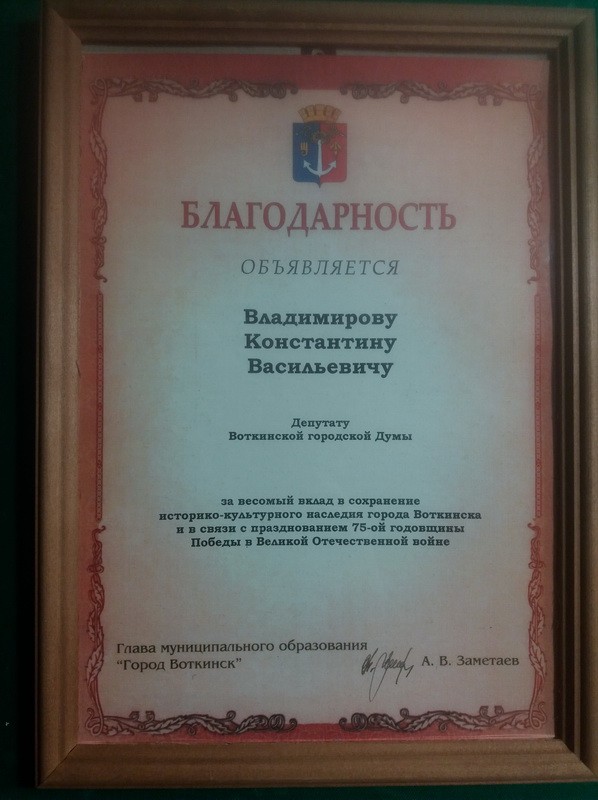 БЛАГОДАРНОСТЬ
ОБЪЯВЛЯЕТСЯ
Владимирову
Константину
Васильевичу
Депутату
Воткинской городской Думы
за весомый вклад в сохранение
историко-культурного наследия города Воткинска
и в связи с празднованием 75-ой годовщины
Победы в Великой Отечественной войне
Глава муниципального образования
"Город Воткинск"
А. В. Заметаев